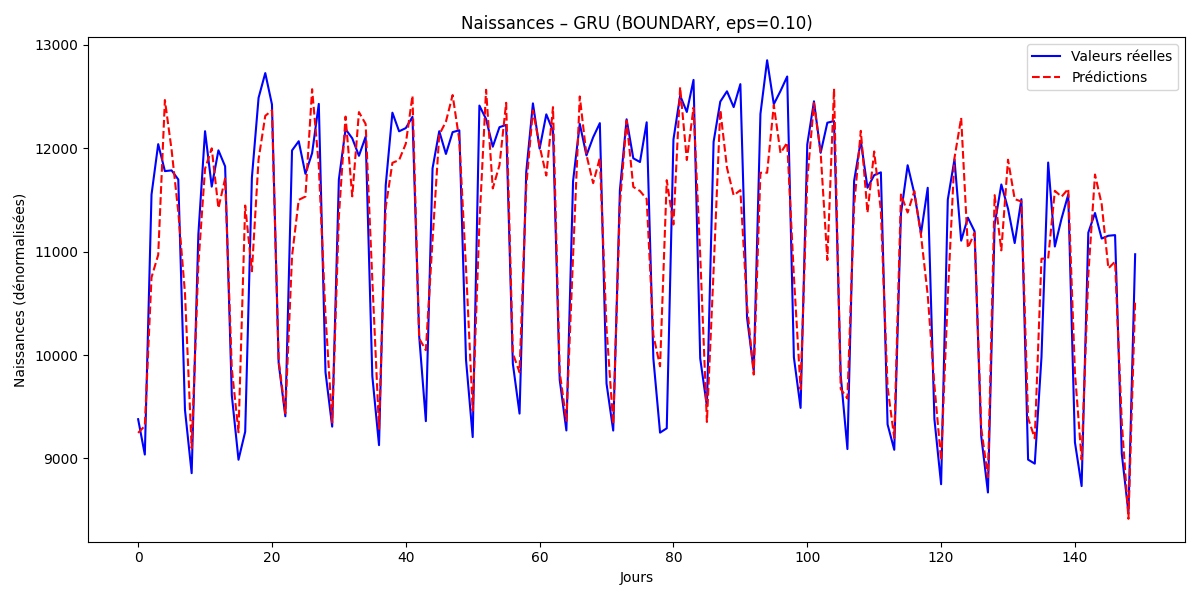 Naissances – GRU (BOUNDARY, eps=0.10)
Valeurs réelles
Prédictions
Naissances (dénormalisées)
13000
12000
11000
10000
9000
0 20 40 60 80 100 120 140
Jours